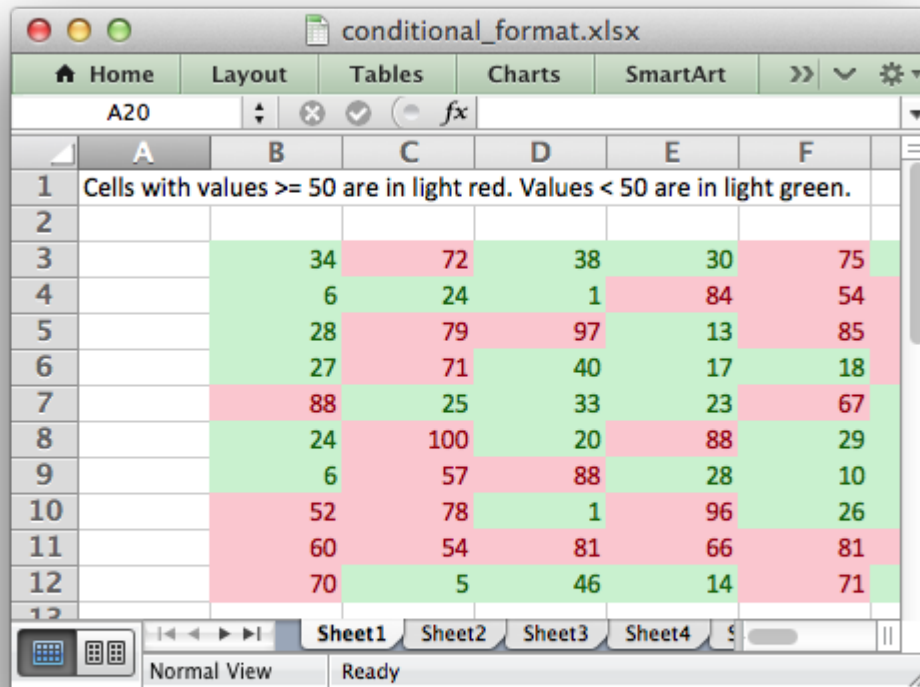 conditional_format.xlsx
Home Layout Tables Charts SmartArt
A20 fx
A B C D E F
1 Cells with values >= 50 are in light red. Values < 50 are in light green.
2
3 34 72 38 30 75
4 6 24 1 84 54
5 28 79 97 13 85
6 27 71 40 17 18
7 88 25 33 23 67
8 24 100 20 88 29
9 6 57 88 28 10
10 52 78 1 96 26
11 60 54 81 66 81
12 70 5 46 14 71
Sheet1 Sheet2 Sheet3 Sheet4
Normal View Ready